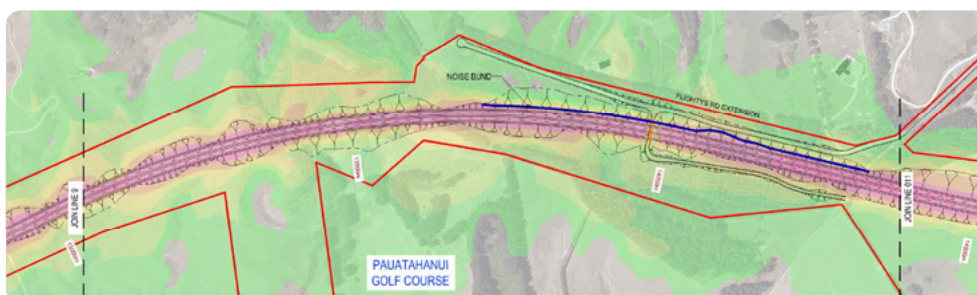 NOISE BUND
FLIGHTYS RD EXTENSION
JOIN LINE 9
JOIN LINE 011
PAUATAHANUI
GOLF COURSE